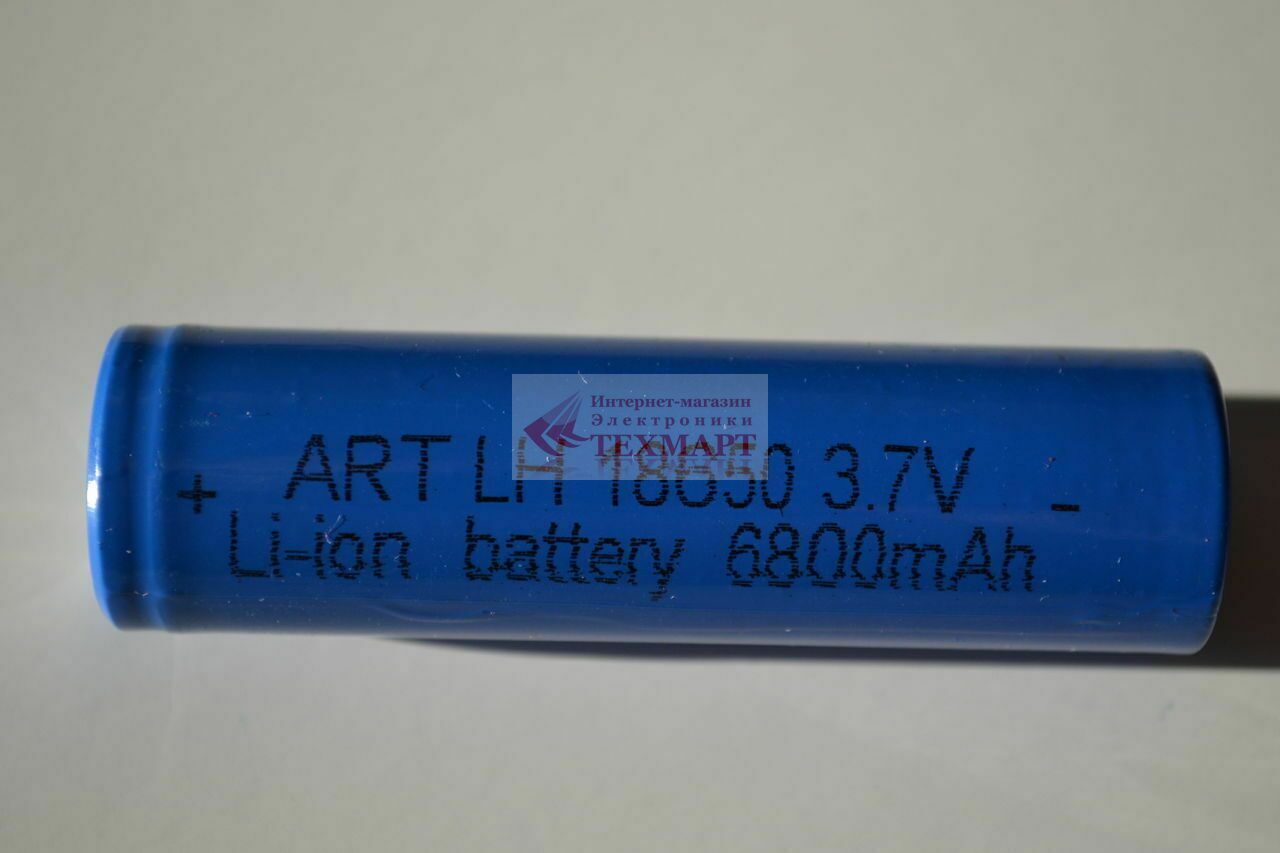 Интернет-магазин
Электроники
ТЕХМАРТ
+ ART LH 18650 3.7V -
Li-ion battery 6800mAh